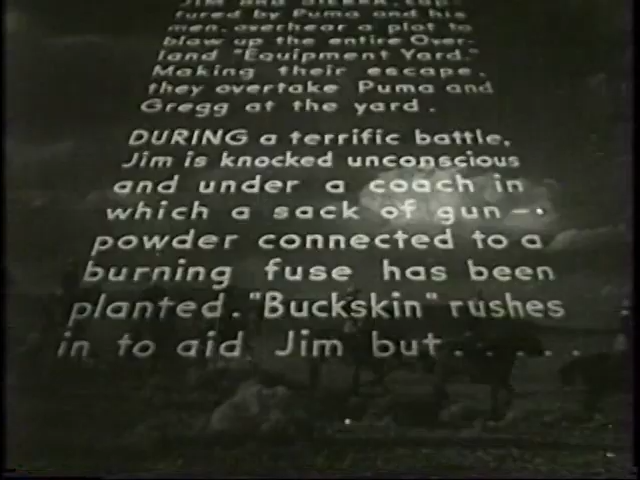 JIM and
tured by Puma and his
men, overhear a plot to
blow up the entire Over-
land "Equipment Yard."
Making their escape,
they overtake Puma and
Gregg at the yard.
DURING a terrific battle,
Jim is knocked unconscious
and under a coach in
which a sack of gun-
powder connected to a
burning fuse has been
planted. "Buckskin" rushes
in to aid Jim but.....